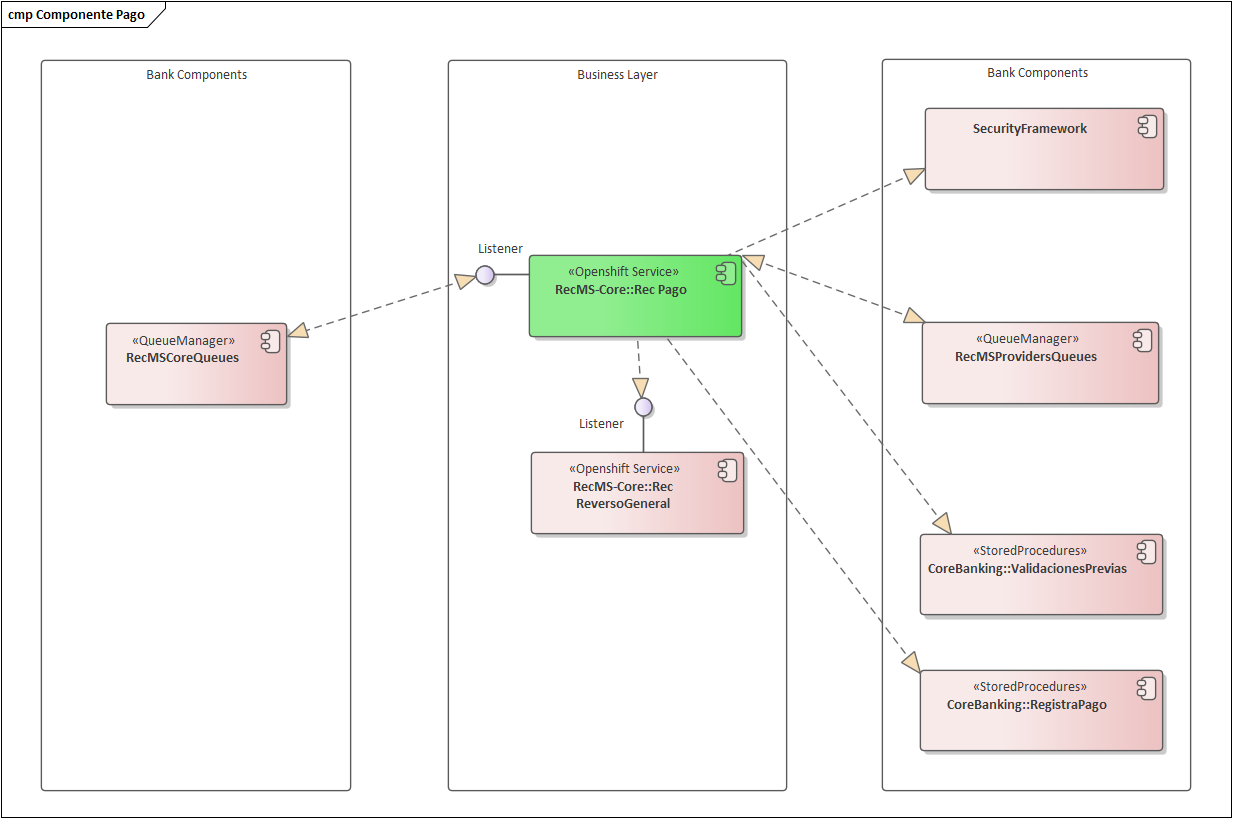 cmp Componente Pago
Bank Components
Business Layer
Bank Components
SecurityFramework
Listener
«Openshift Service»
RecMS-Core::Rec Pago
«QueueManager»
RecMSCoreQueues
«QueueManager»
RecMSProvidersQueues
Listener
«Openshift Service»
RecMS-Core::Rec
ReversoGeneral
«StoredProcedures»
CoreBanking::ValidacionesPrevias
«StoredProcedures»
CoreBanking::RegistraPago